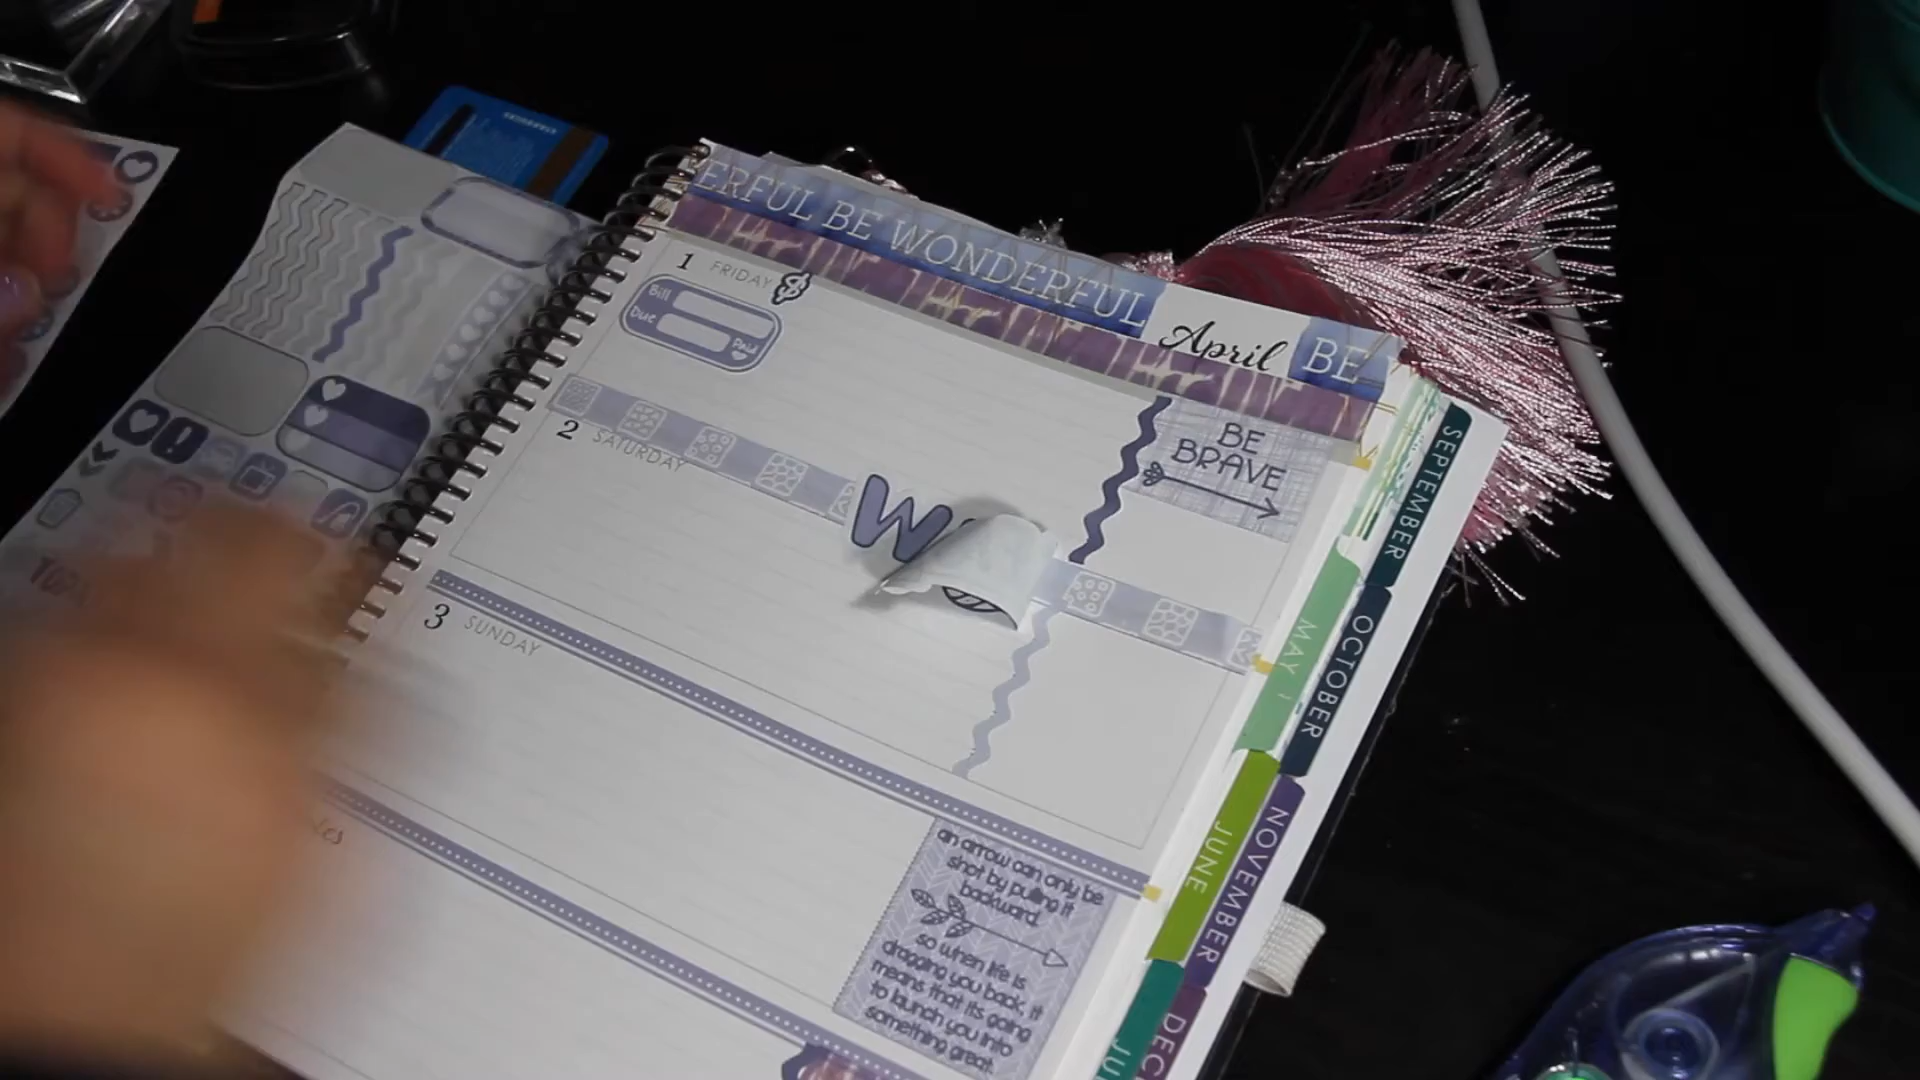 ERFUL BE WONDERFUL
BE
April
1 FRIDAY
Bill
Due
Paid
BE
BRAVE
2 SATURDAY
W
3 SUNDAY
an arrow can only be
shot by pulling it
backward.
so when life is
dragging you back, it
means that it's going
to launch you into
something great.
SEPTEMBER
OCTOBER
MAY
NOVEMBER
JUNE
DEC
JU